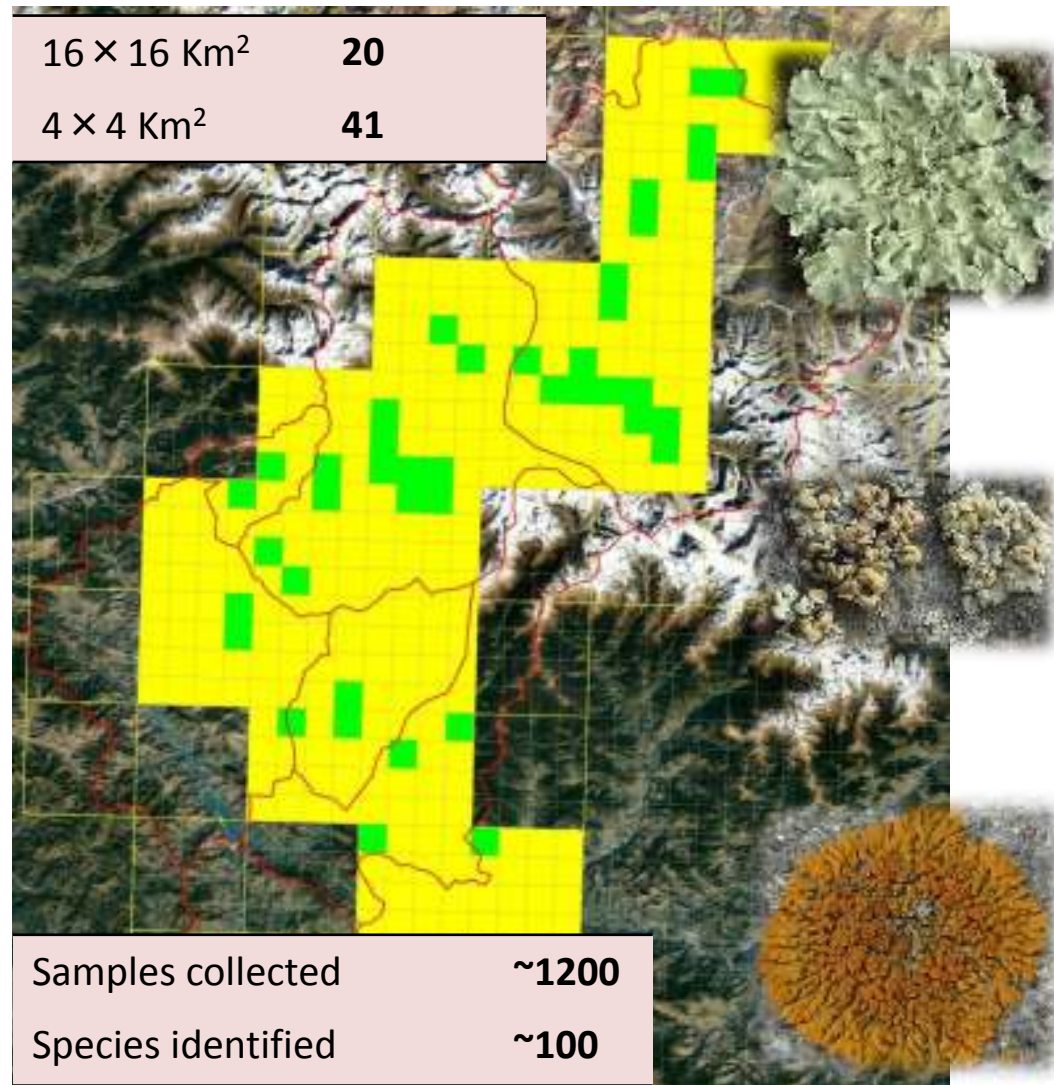 16 × 16 Km² 20
4 × 4 Km² 41
Samples collected ~1200
Species identified ~100